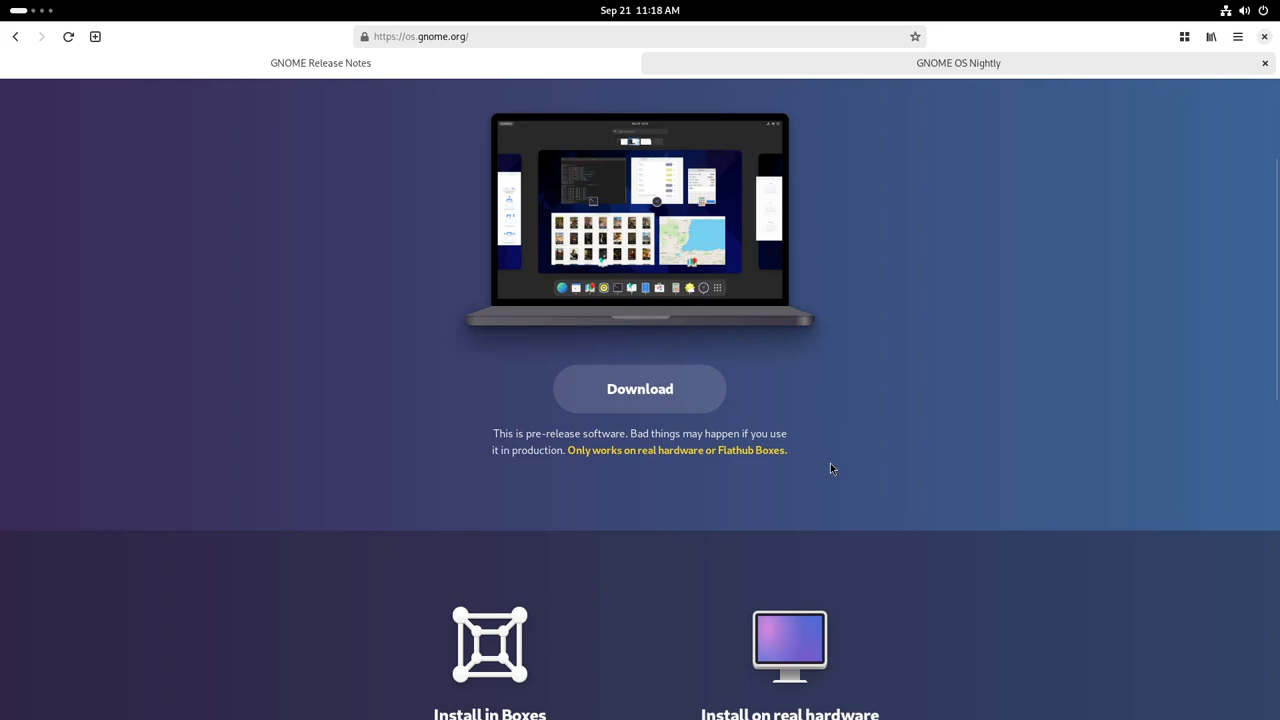 Sep 21 11:18 AM
https://os.gnome.org/
GNOME Release Notes
GNOME OS Nightly
Download
This is pre-release software. Bad things may happen if you use
it in production. Only works on real hardware or Flathub Boxes.
Install in Boxes
Install on real hardware